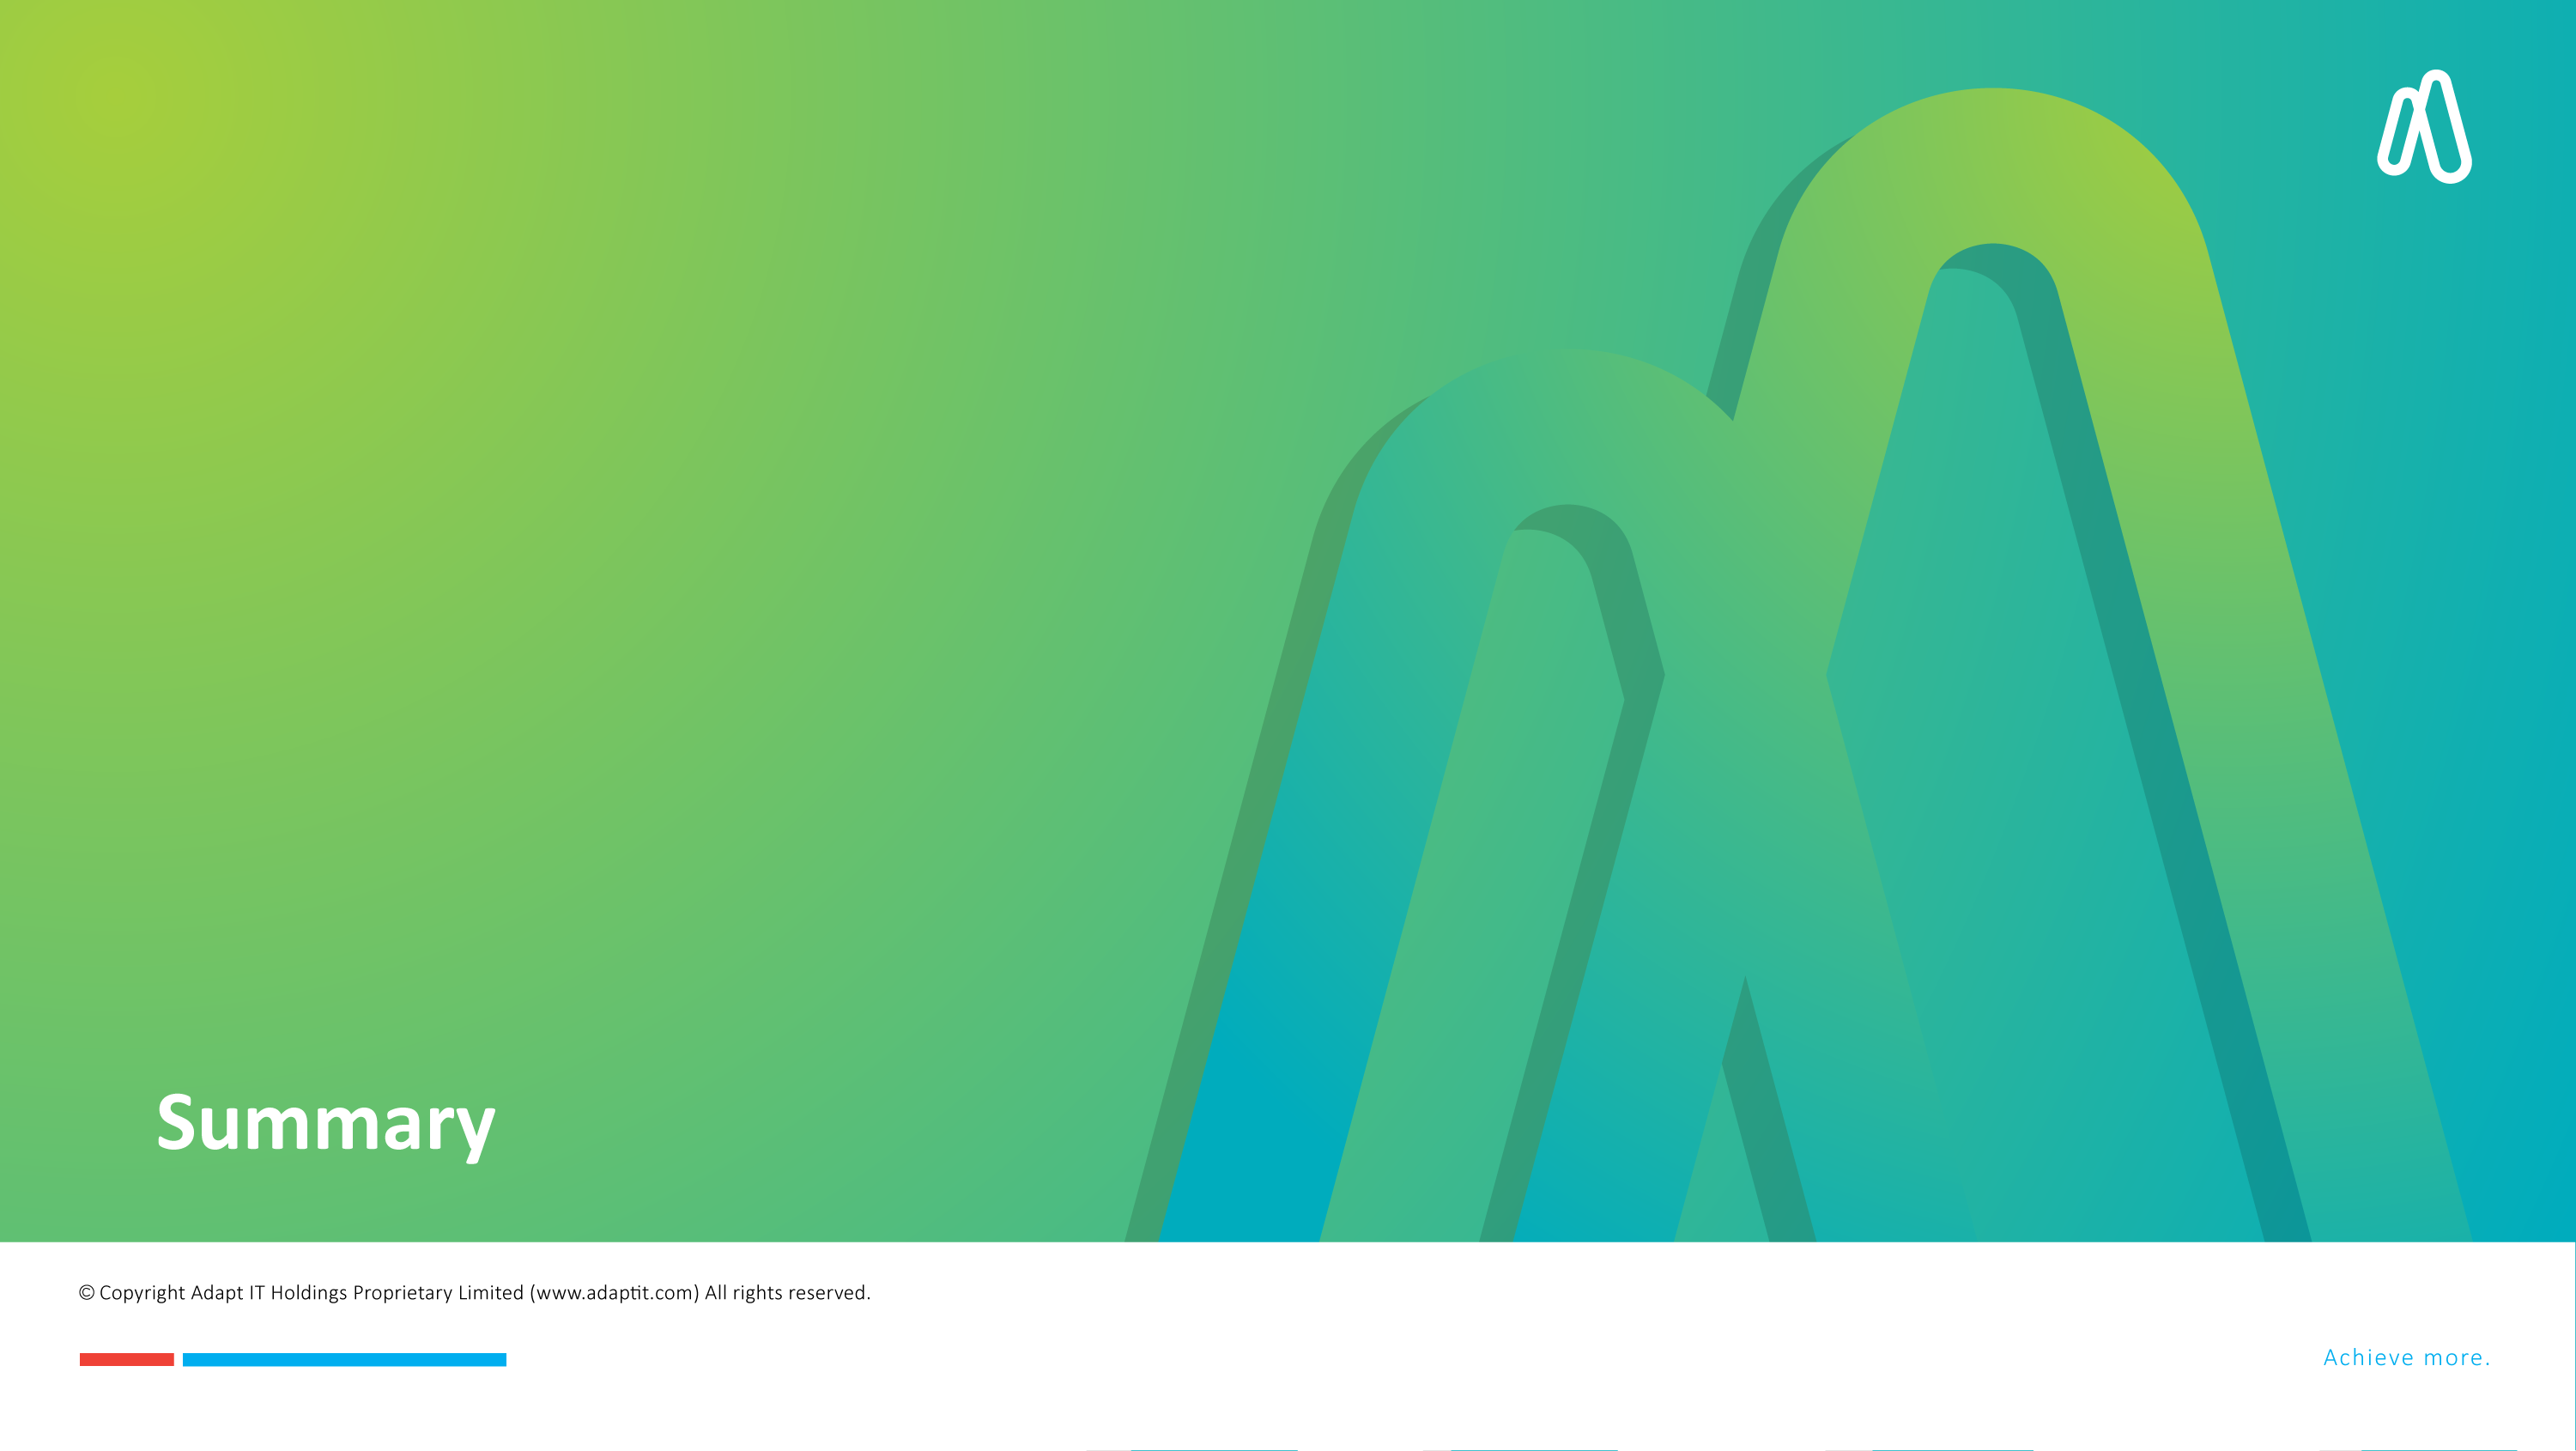 Summary
© Copyright Adapt IT Holdings Proprietary Limited (www.adaptit.com) All rights reserved.
Achieve more.